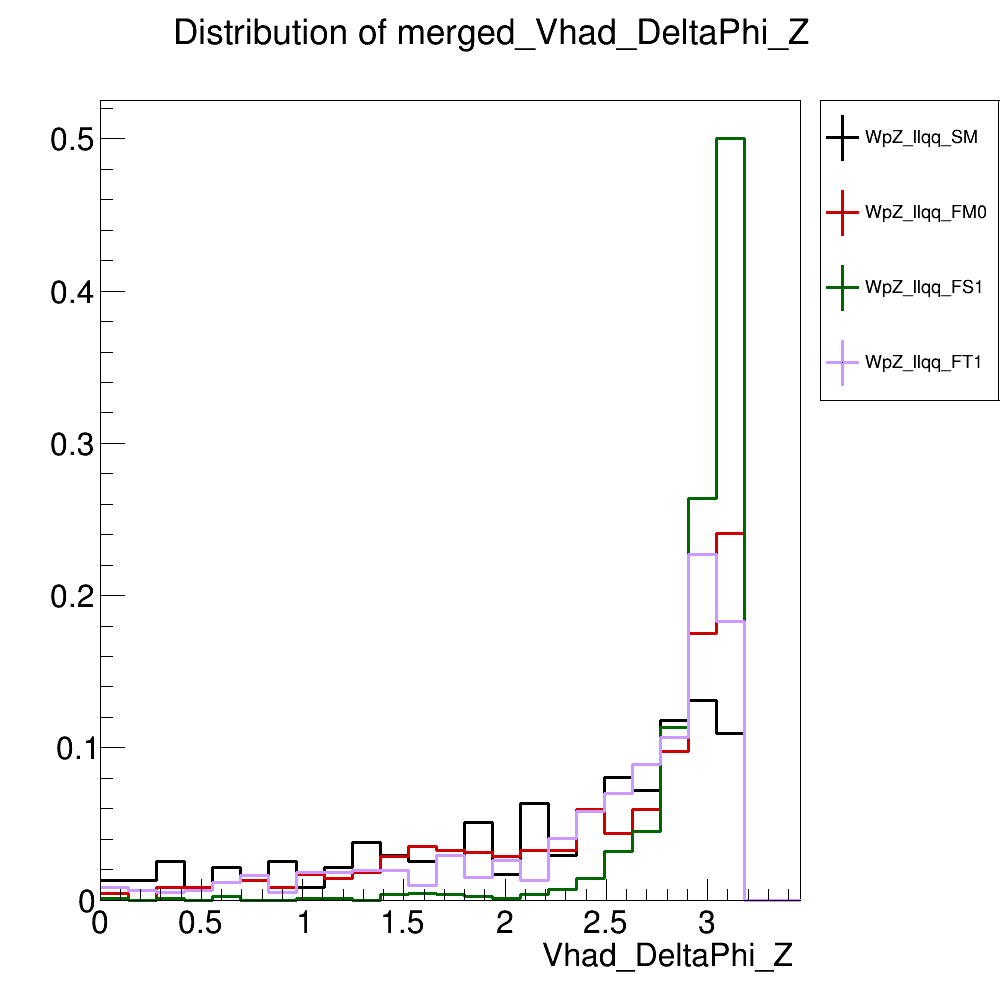 Distribution of merged_Vhad_DeltaPhi_Z
0.5
0.4
0.3
0.2
0.1
0
0 0.5 1 1.5 2 2.5 3
Vhad_DeltaPhi_Z
WpZ_llqq_SM
WpZ_llqq_FM0
WpZ_llqq_FS1
WpZ_llqq_FT1